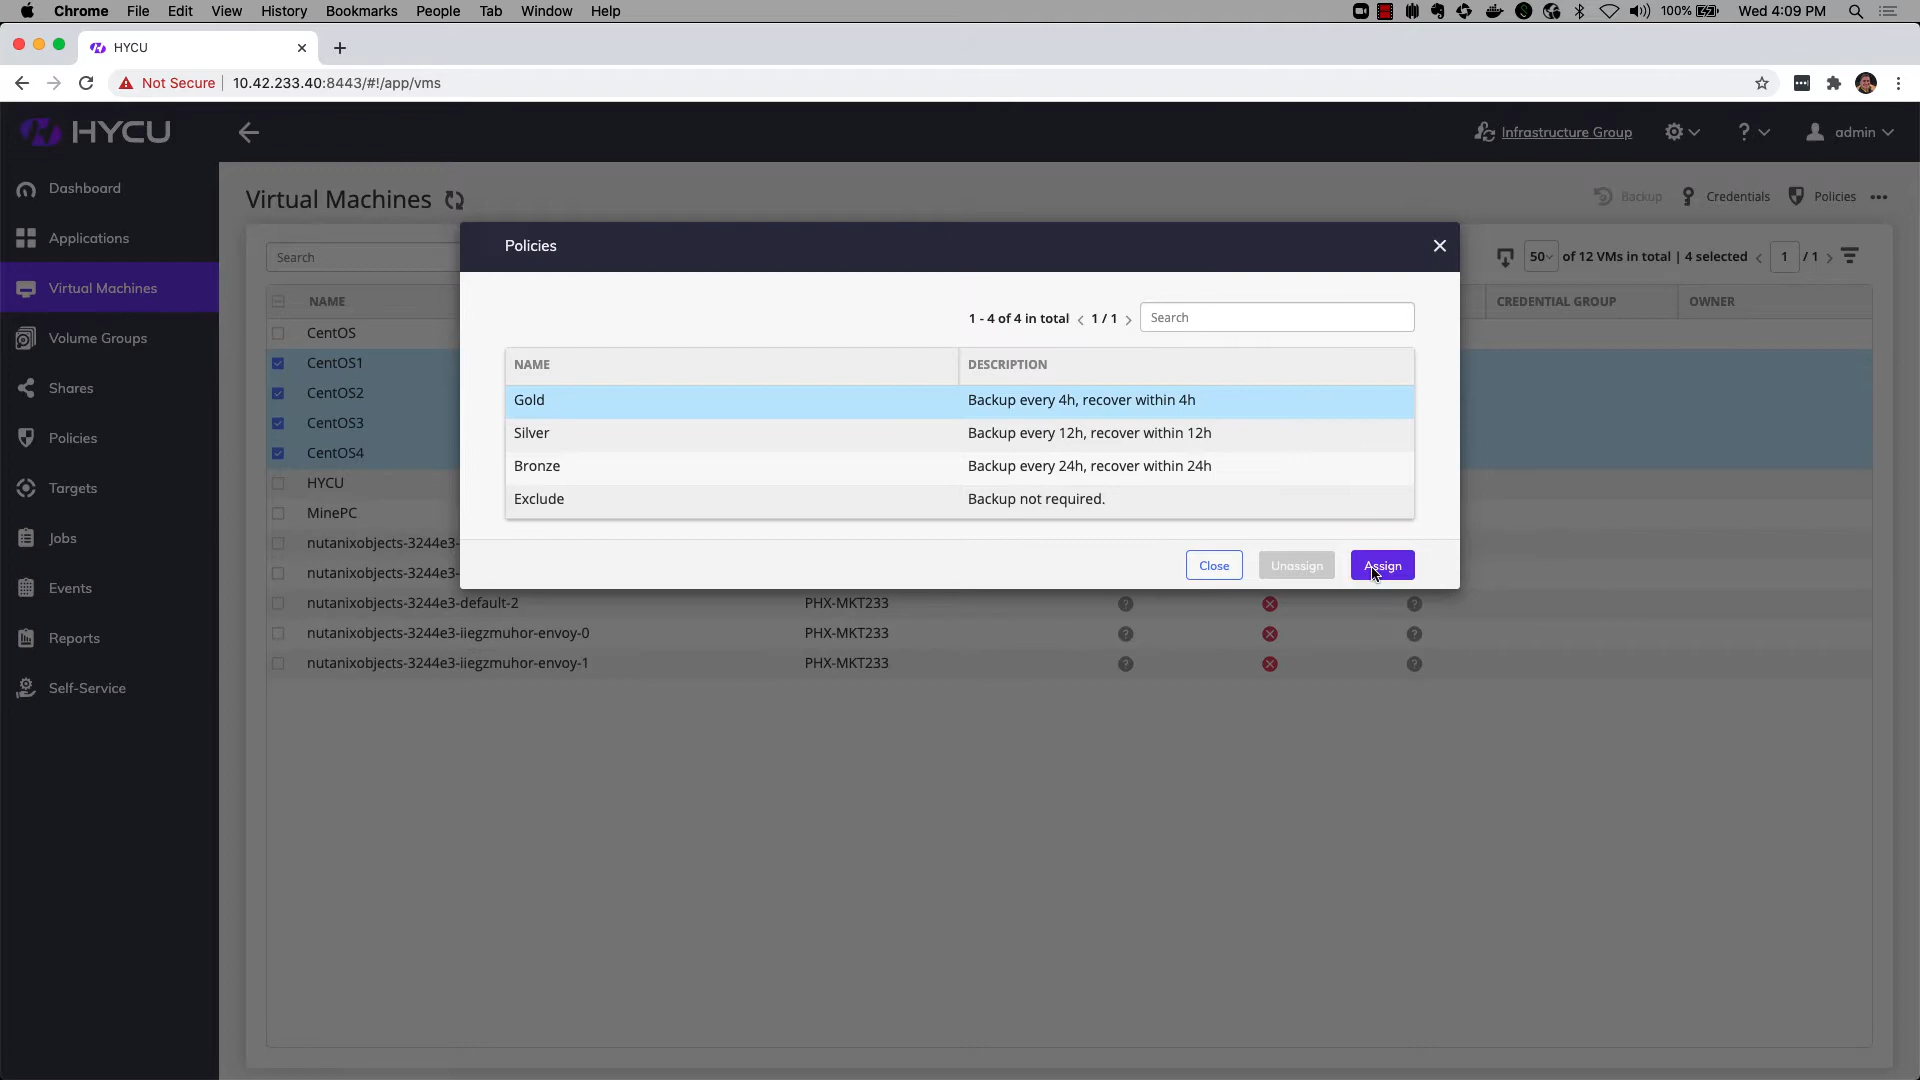 Chrome File Edit View History Bookmarks People Tab Window Help 100% Wed 4:09 PM
HYCU
Not Secure 10.42.233.40:8443/#!/app/vms
HYCU Infrastructure Group ? admin
Dashboard
Applications
Virtual Machines
Volume Groups
Shares
Policies
Targets
Jobs
Events
Reports
Self-Service
Virtual Machines Backup Credentials Policies
Search 50 of 12 VMs in total | 4 selected 1 / 1
NAME CREDENTIAL GROUP OWNER
CentOS
CentOS1
CentOS2
CentOS3
CentOS4
HYCU
MinePC
nutanixobjects-3244e3-
nutanixobjects-3244e3-
nutanixobjects-3244e3-default-2 PHX-MKT233
nutanixobjects-3244e3-iiegzmuhor-envoy-0 PHX-MKT233
nutanixobjects-3244e3-iiegzmuhor-envoy-1 PHX-MKT233
Policies
1 - 4 of 4 in total 1 / 1 Search
NAME DESCRIPTION
Gold Backup every 4h, recover within 4h
Silver Backup every 12h, recover within 12h
Bronze Backup every 24h, recover within 24h
Exclude Backup not required.
Close Unassign Assign